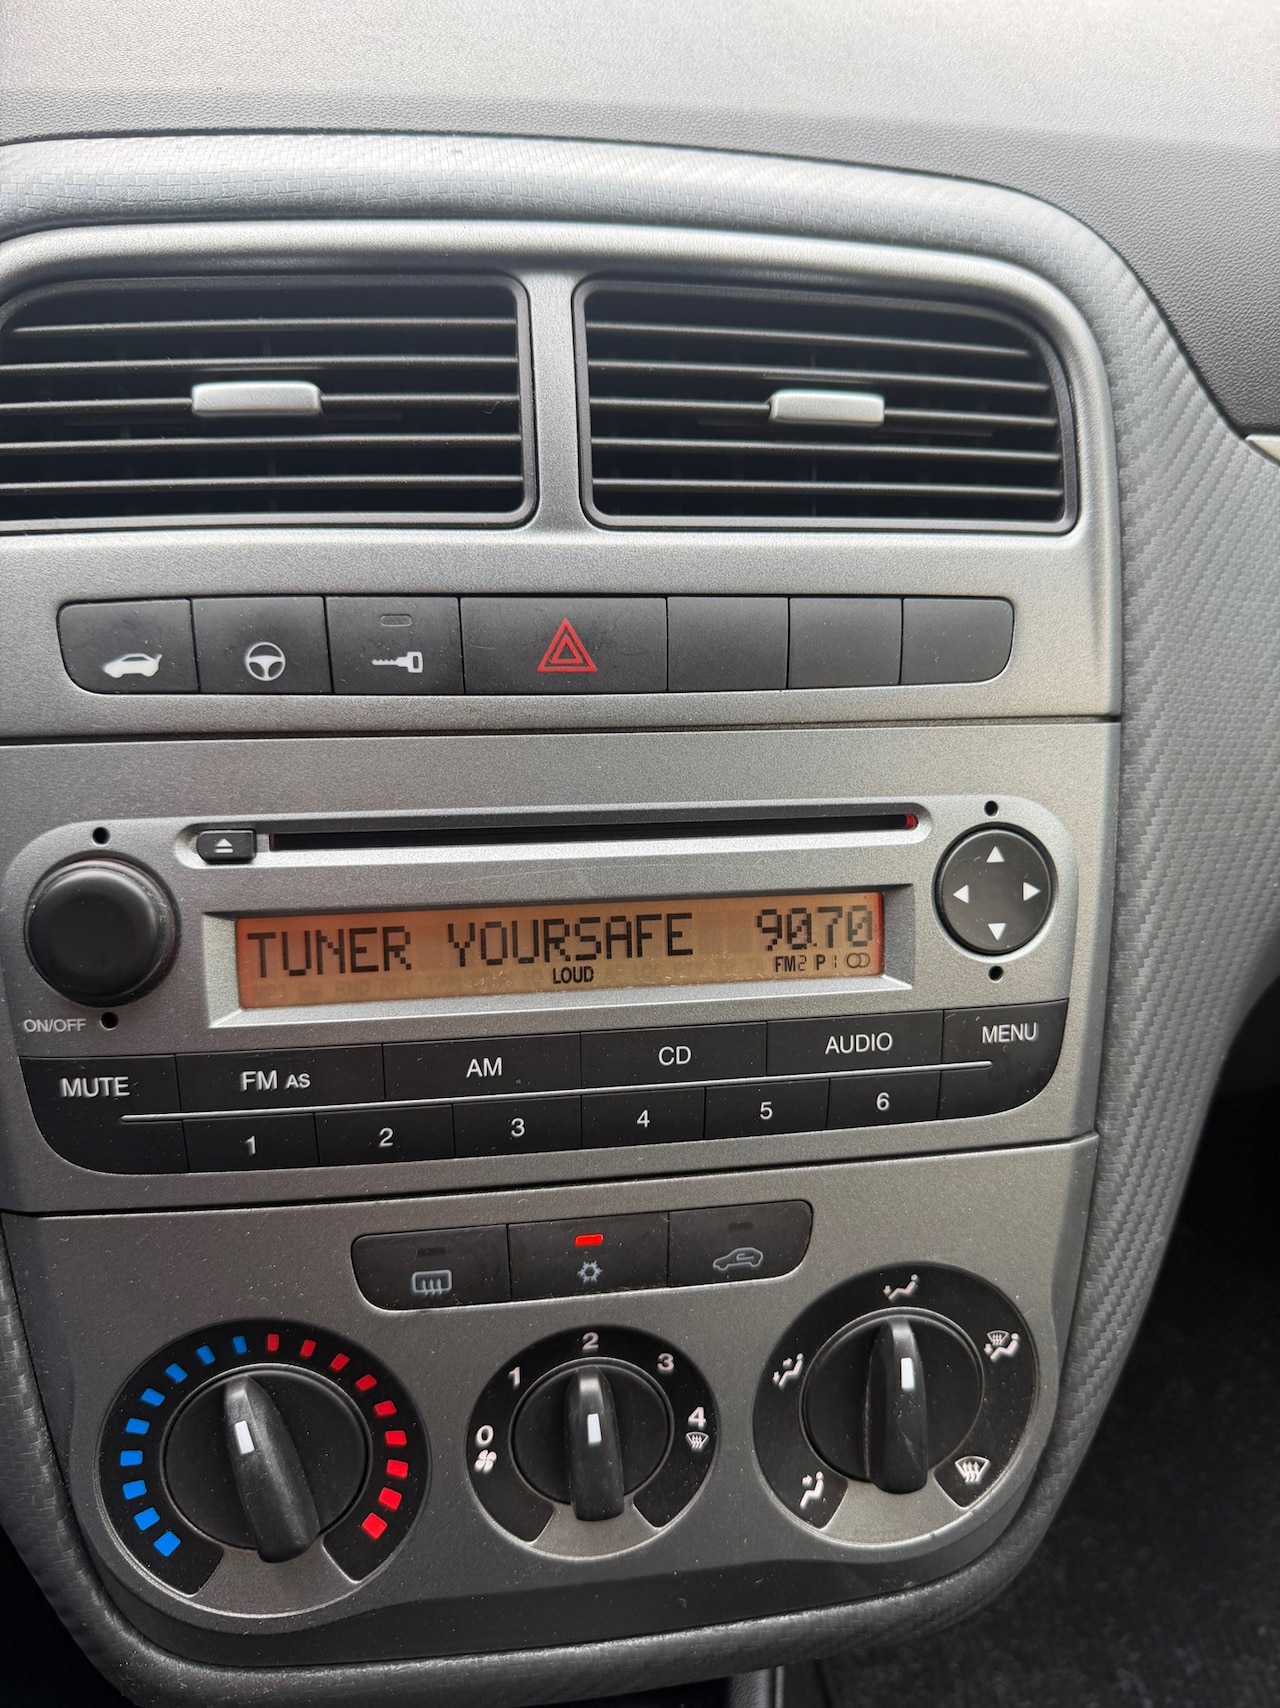 TUNER YOURSAFE 90.70
LOUD FM2 P 1
ON/OFF
MUTE FM AS AM CD AUDIO MENU
1 2 3 4 5 6
0 1 2 3 4